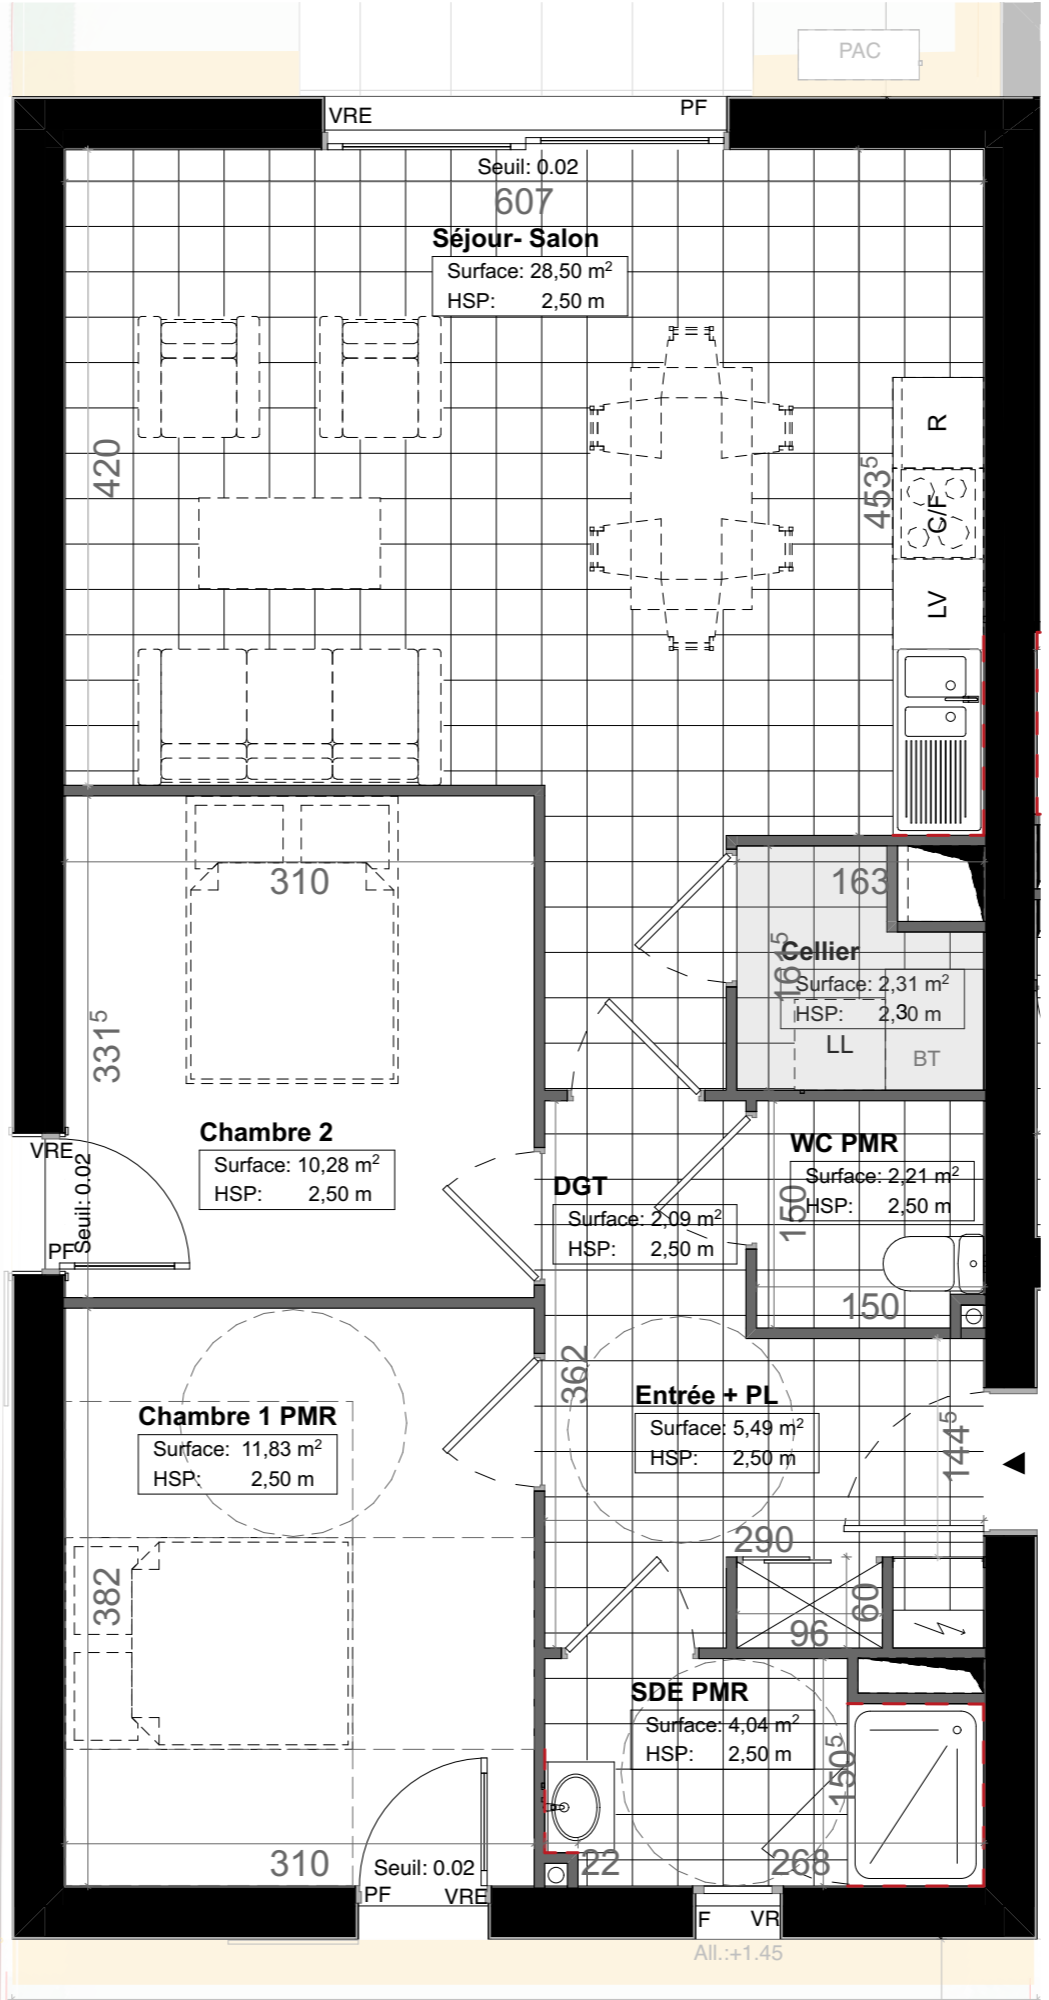 PAC
VRE
PF
Seuil: 0.02
607
Séjour- Salon
Surface: 28,50 m²
HSP: 2,50 m
420
453⁵
R
C/F
LV
310
163
Cellier
161⁵
Surface: 2,31 m²
HSP: 2,30 m
3
LL
BT
331⁵
Chambre 2
Surface: 10,28 m²
HSP: 2,50 m
VRE
Seuil: 0.02
PF
DGT
Surface: 2,09 m²
HSP: 2,50 m
WC PMR
Surface: 2,21 m²
HSP: 2,50 m
150
150
362
Entrée + PL
Surface: 5,49 m²
HSP: 2,50 m
144⁵
Chambre 1 PMR
Surface: 11,83 m²
HSP: 2,50 m
290
382
96
60
SDE PMR
Surface: 4,04 m²
HSP: 2,50 m
150⁵
310
Seuil: 0.02
22
268
PF
VRE
F
VR
All.:+1.45